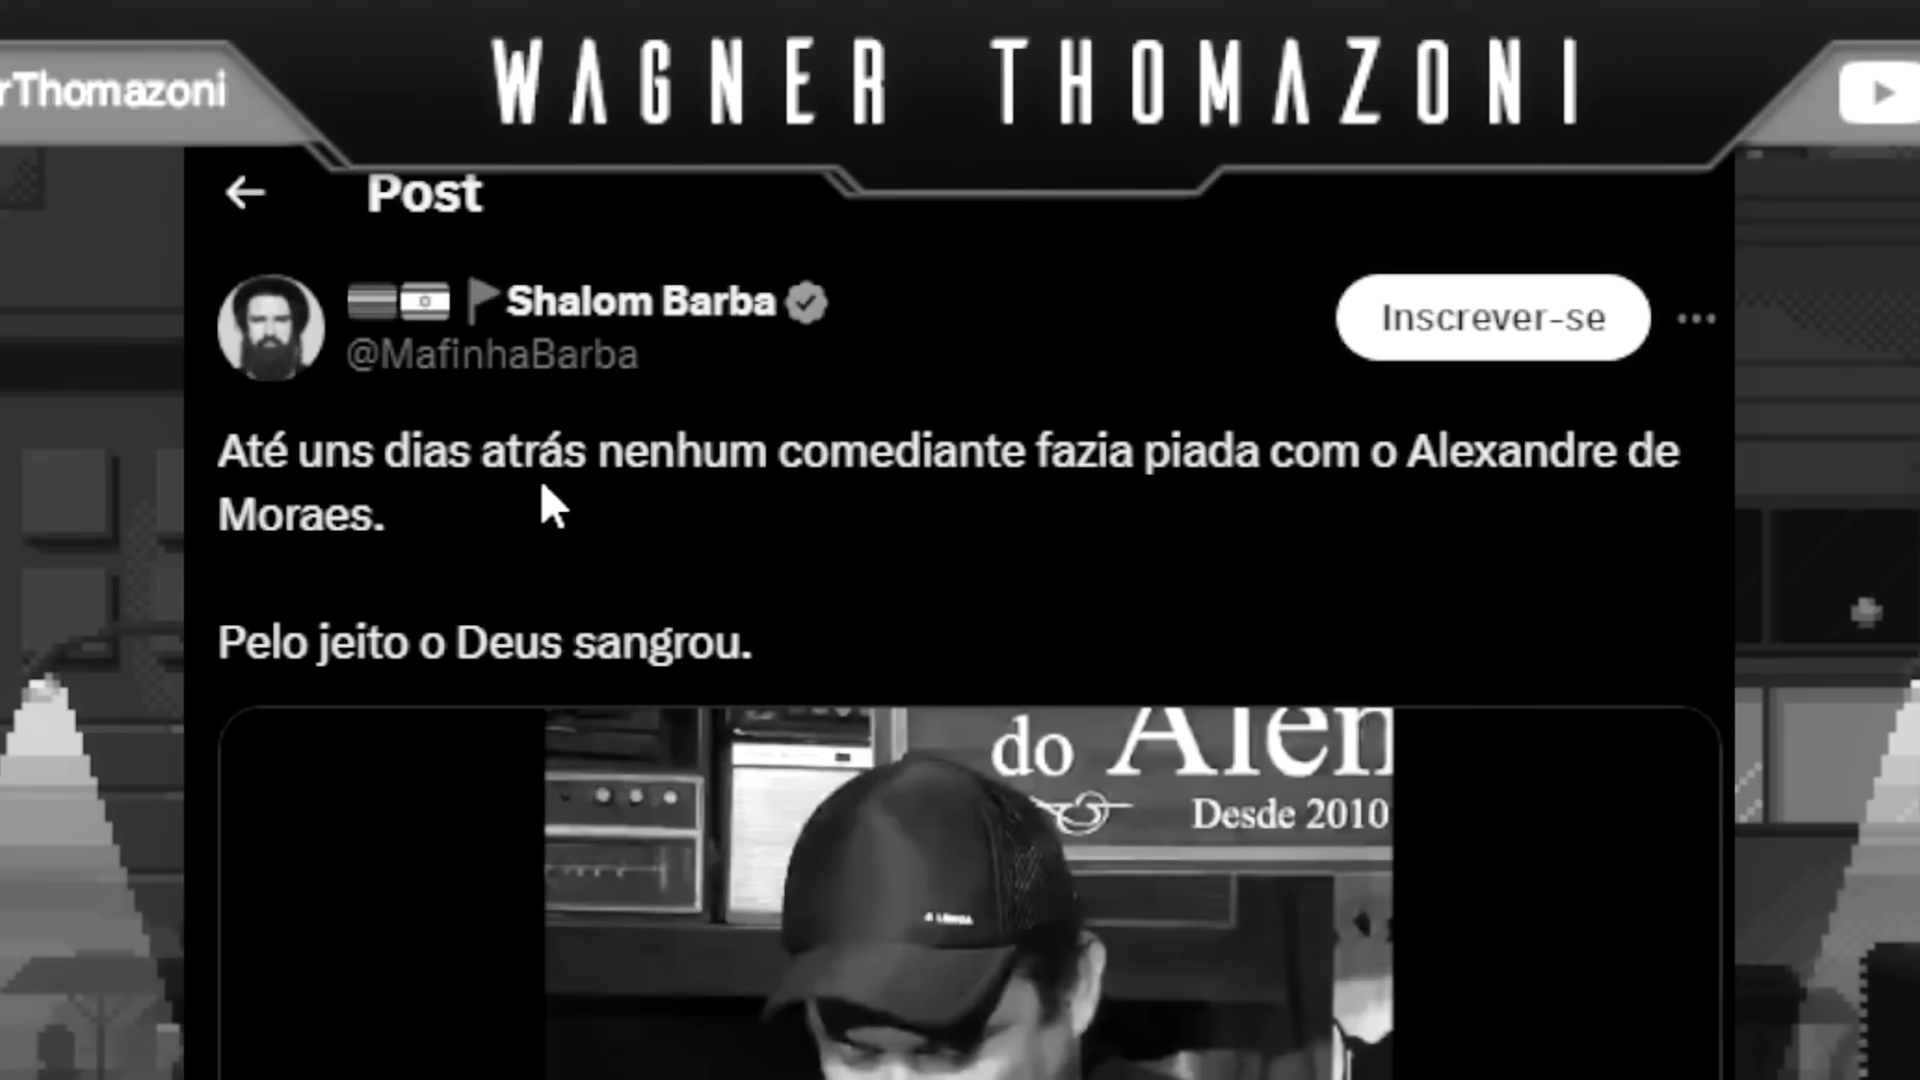 WAGNER THOMAZONI
rThomazoni
Post
Shalom Barba
@MafinhaBarba
Inscrever-se
Até uns dias atrás nenhum comediante fazia piada com o Alexandre de
Moraes.
Pelo jeito o Deus sangrou.
do Alen
Desde 2010